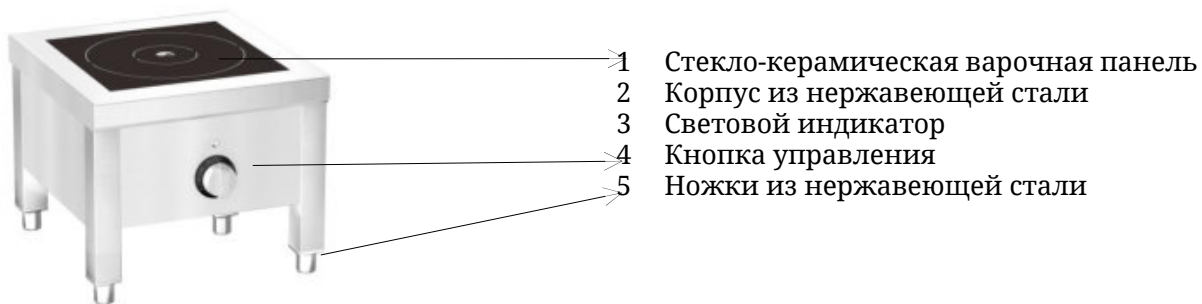 1 Стекло-керамическая варочная панель
2 Корпус из нержавеющей стали
3 Световой индикатор
4 Кнопка управления
5 Ножки из нержавеющей стали